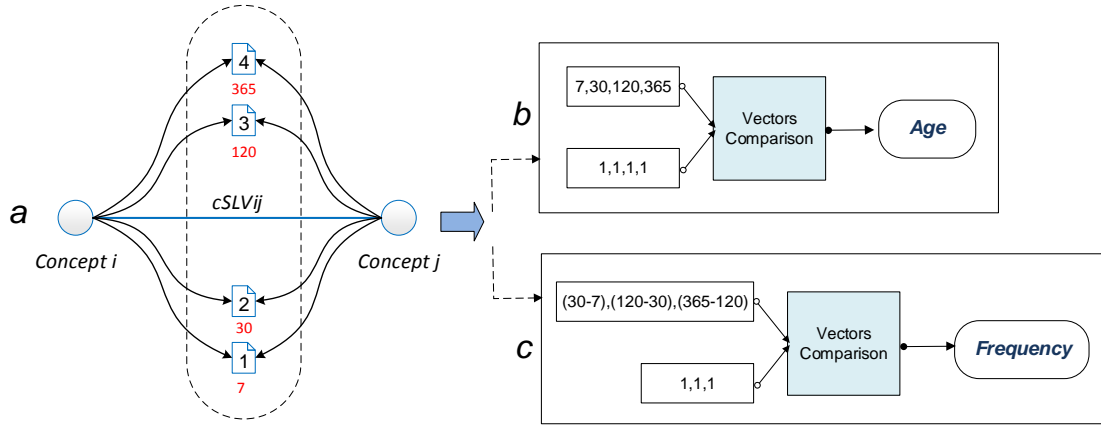 a
4
365
3
120
cSLVij
Concept i
Concept j
2
30
1
7
b
7,30,120,365
1,1,1,1
Vectors
Comparison
Age
c
(30-7),(120-30),(365-120)
1,1,1
Vectors
Comparison
Frequency